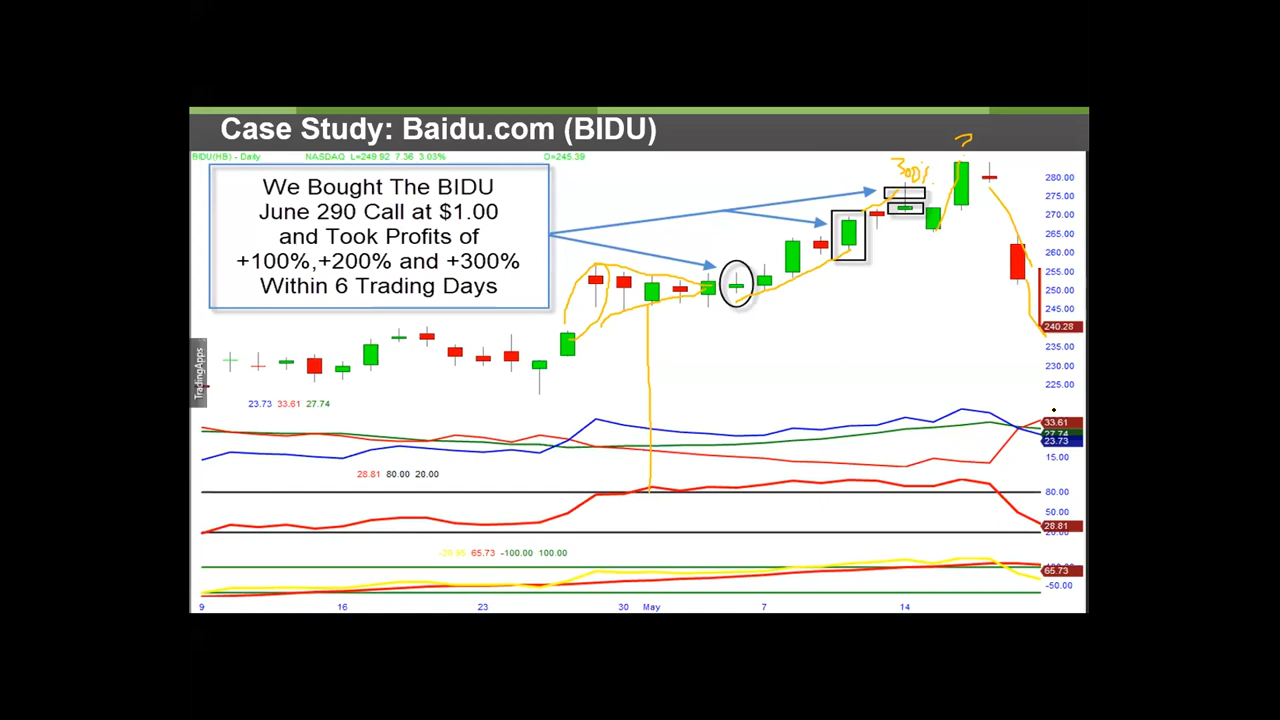 Case Study: Baidu.com (BIDU)
BIDU(HB) - Daily NASDAQ L=249.92 7.36 3.03% O=245.39
We Bought The BIDU
June 290 Call at $1.00
and Took Profits of
+100%,+200% and +300%
Within 6 Trading Days
300%
?
280.00
275.00
270.00
265.00
260.00
255.00
250.00
245.00
240.28
235.00
230.00
225.00
TradingApps
23.73 33.61 27.74
33.61
27.74
23.73
15.00
28.81 80.00 20.00
80.00
50.00
28.81
20.00
65.73 -100.00 100.00
65.73
-50.00
9 16 23 30 May 7 14